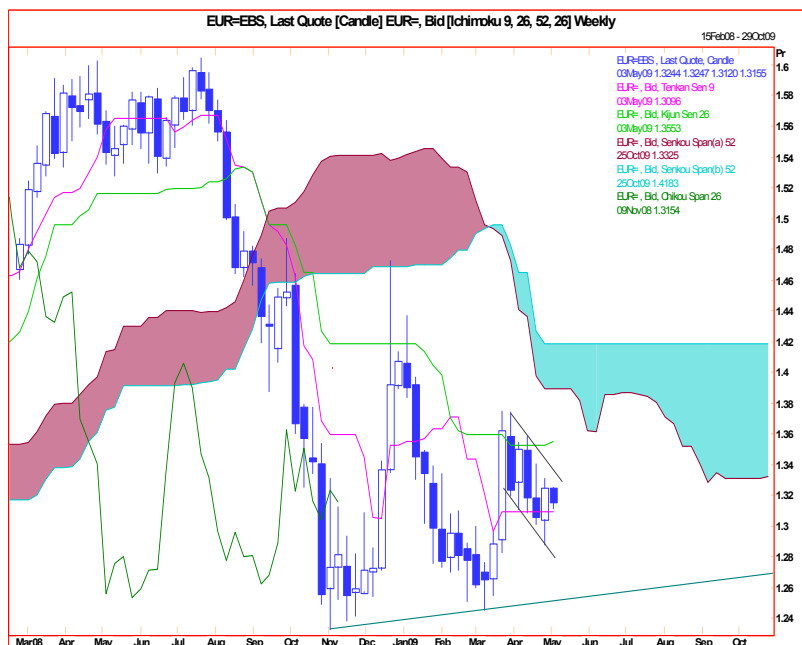 EUR=EBS, Last Quote [Candle] EUR=, Bid [Ichimoku 9, 26, 52, 26] Weekly
15Feb08 - 29Oct09
Pr
EUR=EBS , Last Quote, Candle
03May09 1.3244 1.3247 1.3120 1.3155
EUR= , Bid, Tenkan Sen 9
03May09 1.3096
EUR= , Bid, Kijun Sen 26
03May09 1.3553
EUR= , Bid, Senkou Span(a) 52
25Oct09 1.3325
EUR= , Bid, Senkou Span(b) 52
25Oct09 1.4183
EUR= , Bid, Chikou Span 26
09Nov08 1.3154
1.6
1.58
1.56
1.54
1.52
1.5
1.48
1.46
1.44
1.42
1.4
1.38
1.36
1.34
1.32
1.3
1.28
1.26
1.24
Mar08 Apr May Jun Jul Aug Sep Oct Nov Dec Jan09 Feb Mar Apr May Jun Jul Aug Sep Oct